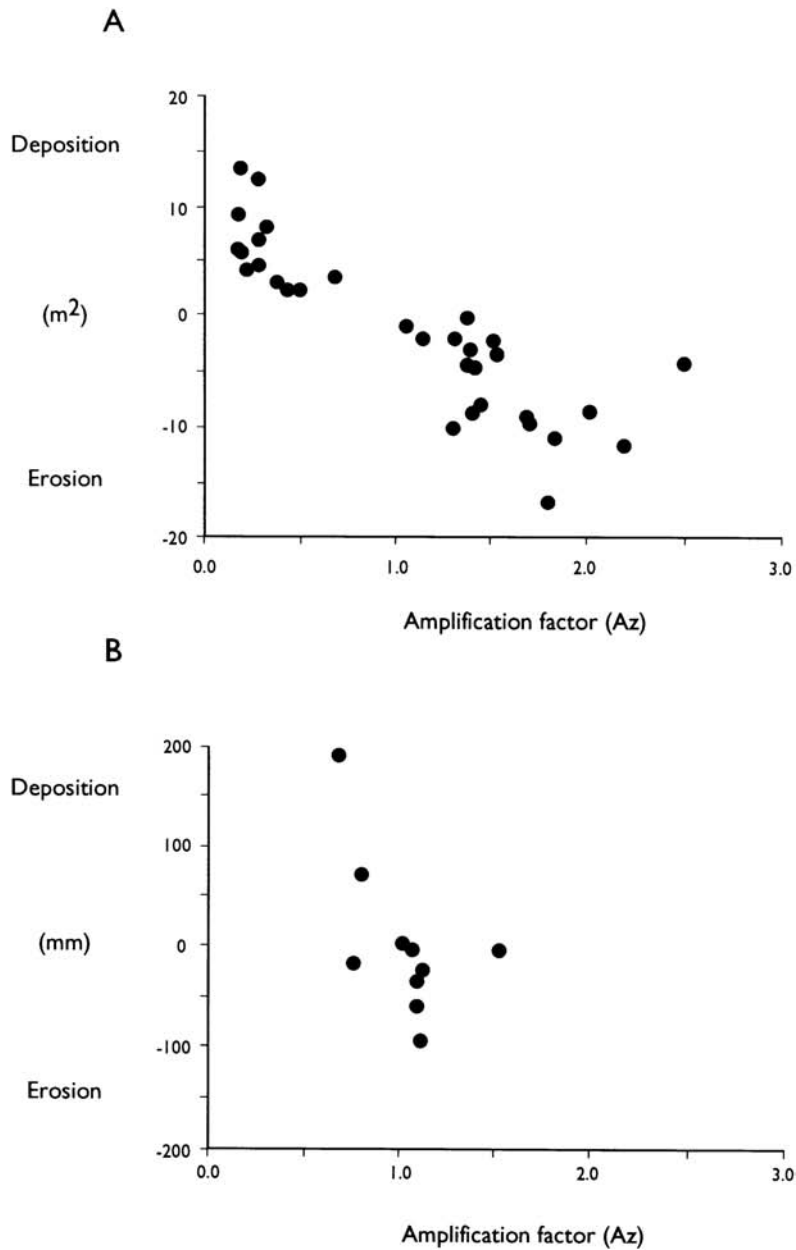 A
20
Deposition
10
0
(m²)
-10
Erosion
-20
0.0 1.0 2.0 3.0
Amplification factor (Az)
B
200
Deposition
100
0
(mm)
-100
Erosion
-200
0.0 1.0 2.0 3.0
Amplification factor (Az)